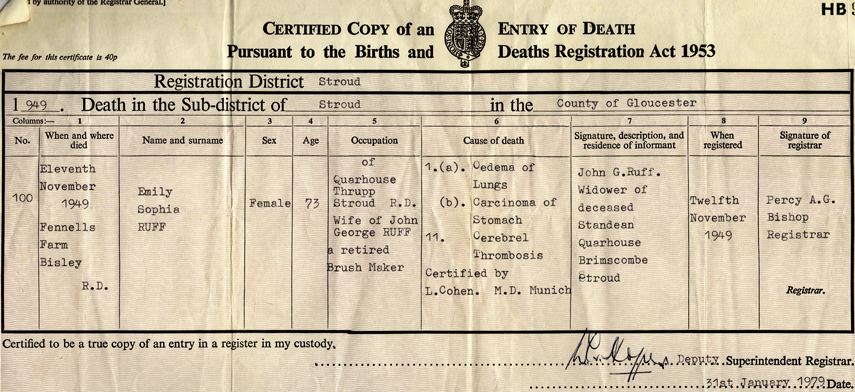 t by authority of the Registrar General.]
HB
CERTIFIED COPY of an ENTRY OF DEATH
The fee for this certificate is 40p
Pursuant to the Births and Deaths Registration Act 1953
Registration District Stroud
1949. Death in the Sub-district of Stroud in the County of Gloucester
Columns:— 1 2 3 4 5 6 7 8 9
No. When and where died Name and surname Sex Age Occupation Cause of death Signature, description, and residence of informant When registered Signature of registrar
100
Eleventh
November
1949
Fennells
Farm
Bisley
R.D.
Emily
Sophia
RUFF
Female
73
of
Quarhouse
Thrupp
Stroud R.D.
Wife of John
George RUFF
a retired
Brush Maker
1.(a). Oedema of
Lungs
(b). Carcinoma of
Stomach
11. Cerebrel
Thrombosis
Certified by
L.Cohen. M.D. Munich
John G.Ruff.
Widower of
deceased
Standean
Quarhouse
Brimscombe
Stroud
Twelfth
November
1949
Percy A.G.
Bishop
Registrar
Registrar.
Certified to be a true copy of an entry in a register in my custody.
Deputy Superintendent Registrar.
31st January 1979 Date.